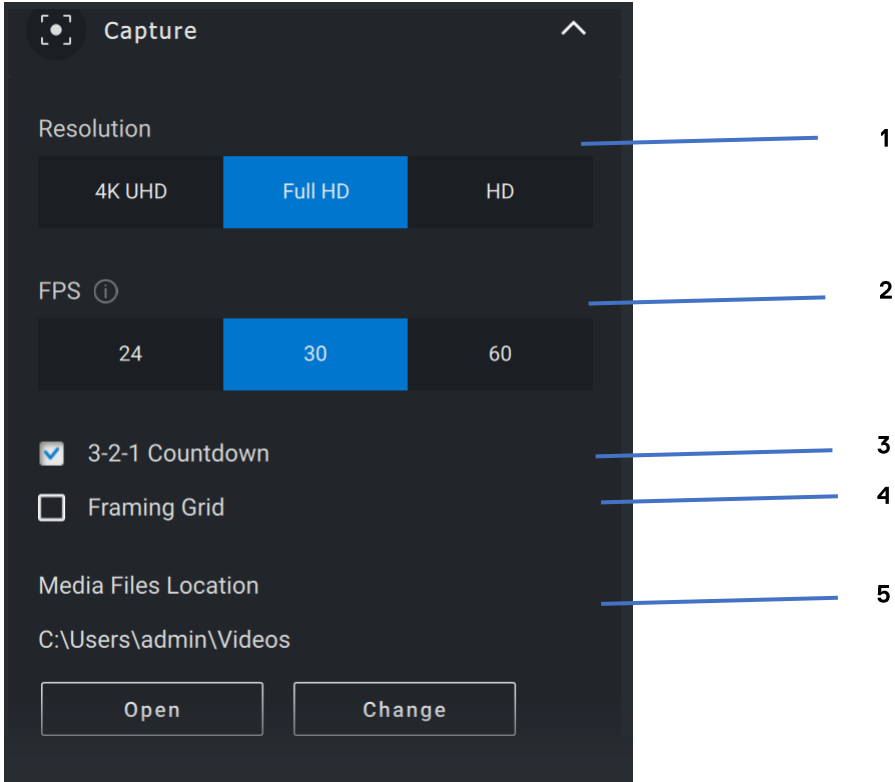 Capture
Resolution
1
4K UHD Full HD HD
FPS
2
24 30 60
3-2-1 Countdown
3
Framing Grid
4
Media Files Location
5
C:\Users\admin\Videos
Open Change